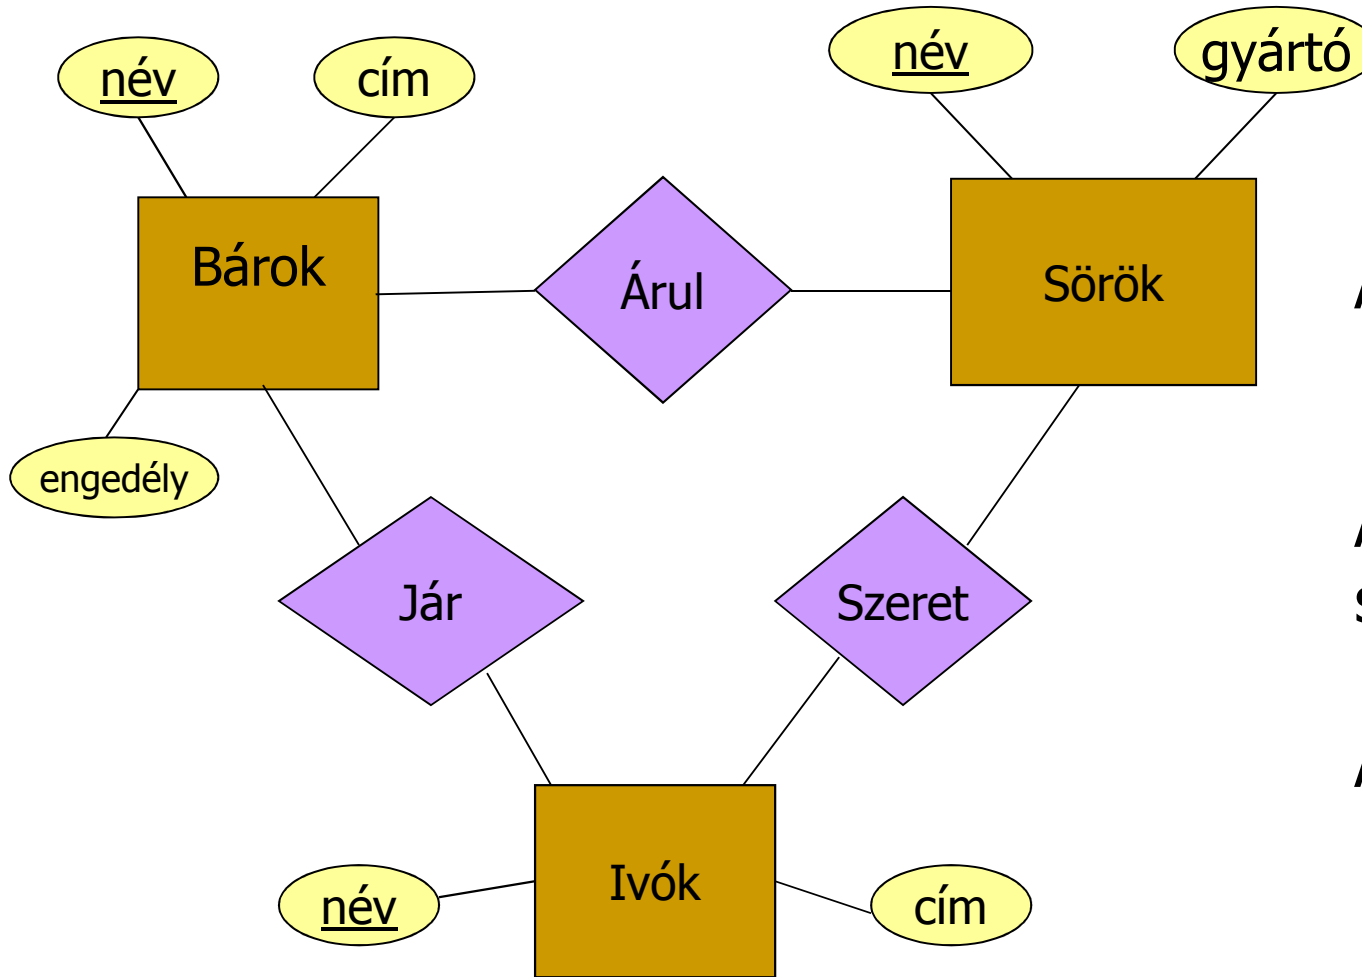 név
cím
név
gyártó
Bárok
Árul
Sörök
engedély
Jár
Szeret
Ivók
név
cím